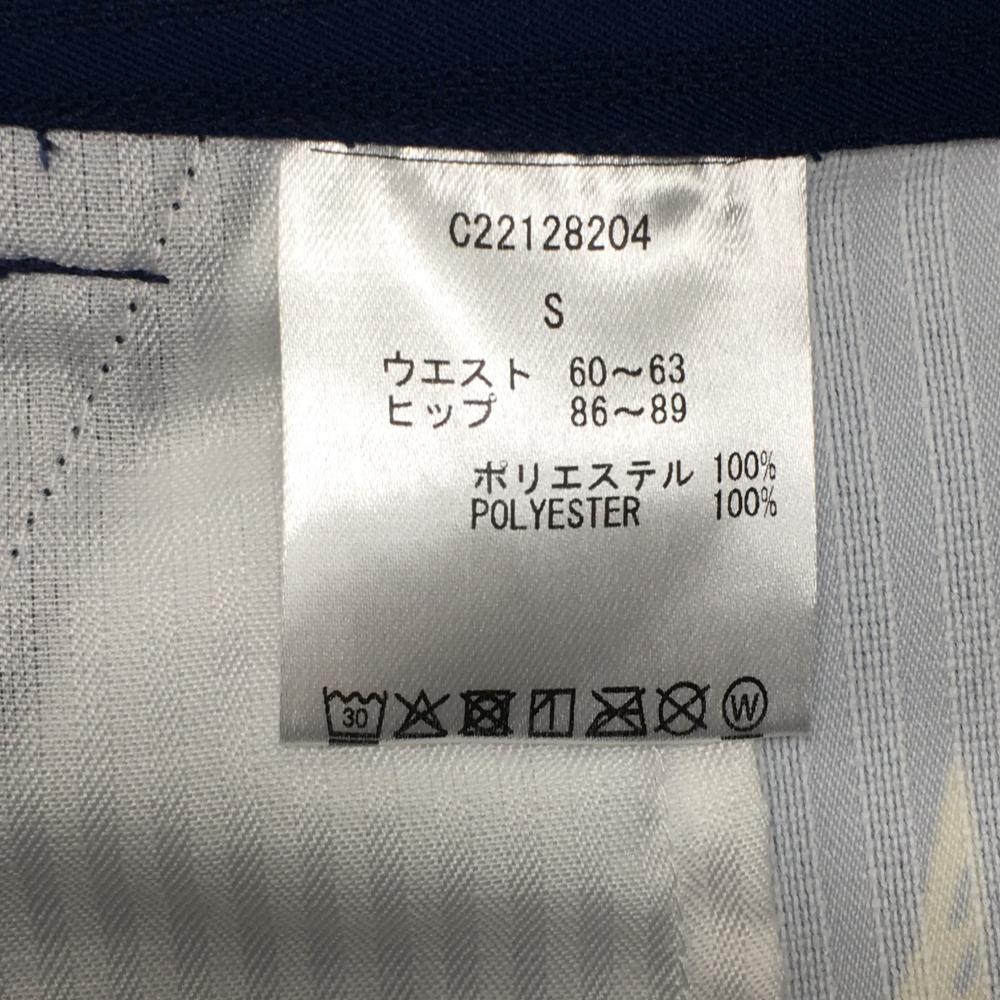 C22128204
S
ウエスト 60～63
ヒップ 86～89
ポリエステル 100%
POLYESTER 100%
30 W